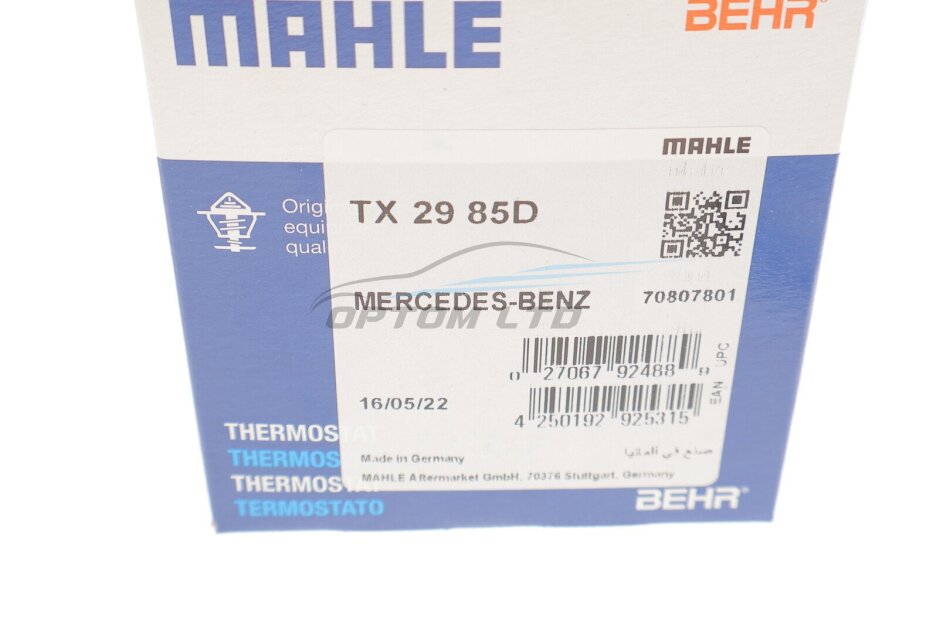 MAHLE
BEHR®
MAHLE
Origi
equi
qual
TX 29 85D
MERCEDES-BENZ
70807801
OPTOM LTD
0 27067 92488 9
UPC
4 250192 925315
EAN
16/05/22
صنع في ألمانيا
Made in Germany
MAHLE Aftermarket GmbH, 70376 Stuttgart, Germany
THERMOSTAT
THERMOS
THERMOSTAT
TERMOSTATO
BEHR®